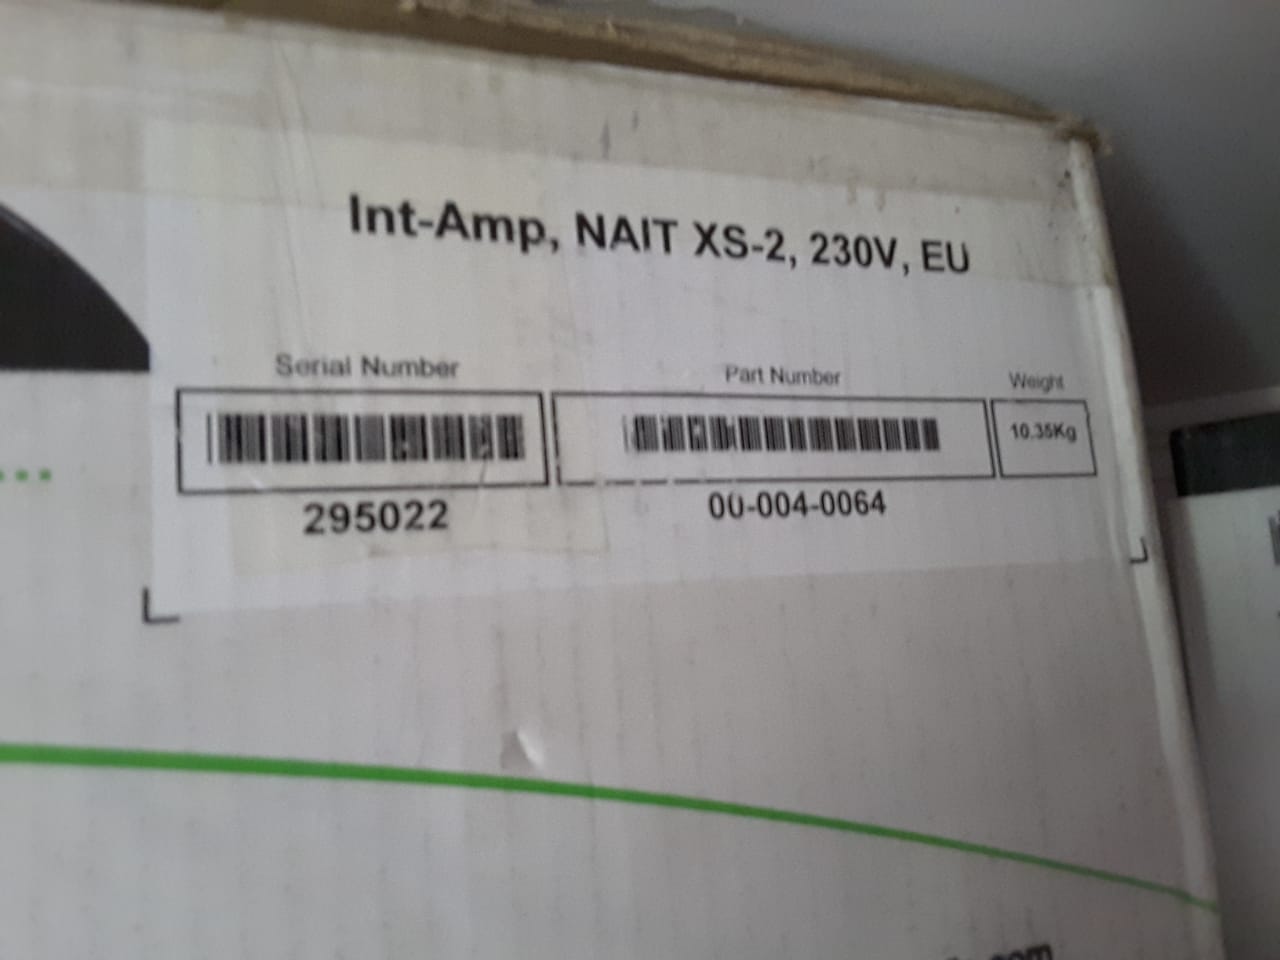 Int-Amp, NAIT XS-2, 230V, EU
Serial Number
Part Number
Weight
10.35Kg
295022
00-004-0064